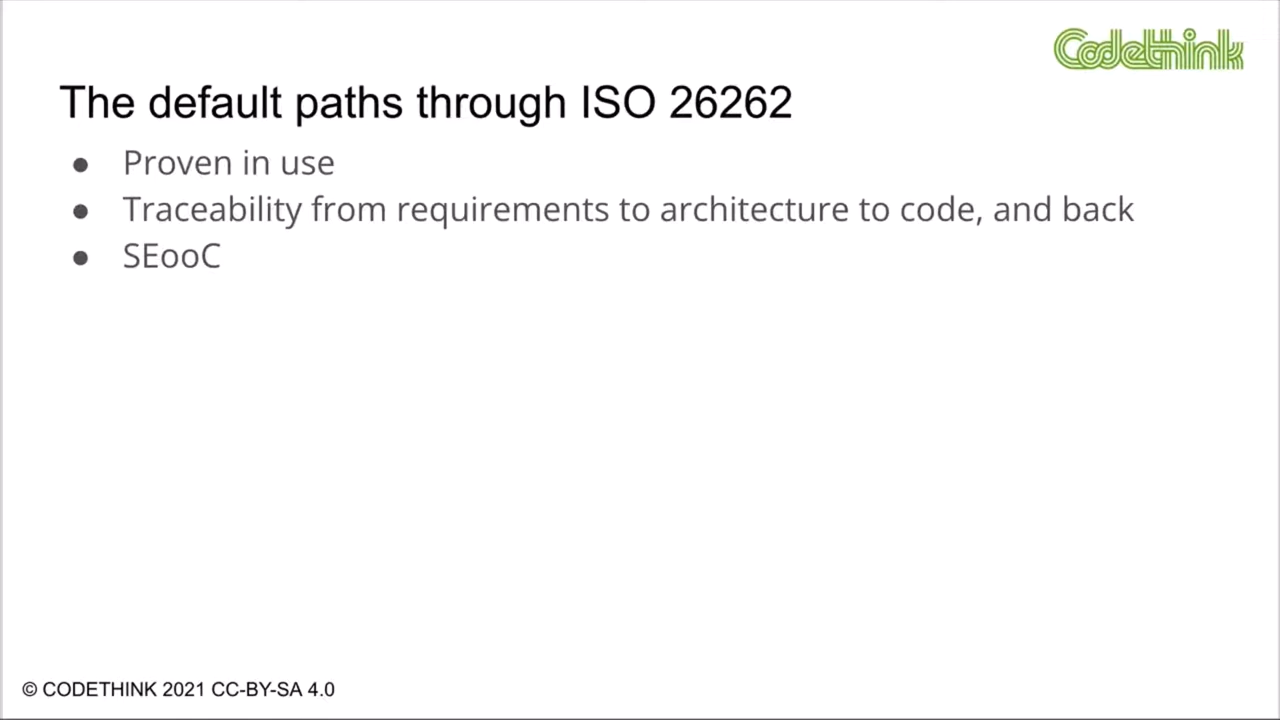 Codethink
The default paths through ISO 26262
● Proven in use
● Traceability from requirements to architecture to code, and back
● SEooC
© CODETHINK 2021 CC-BY-SA 4.0